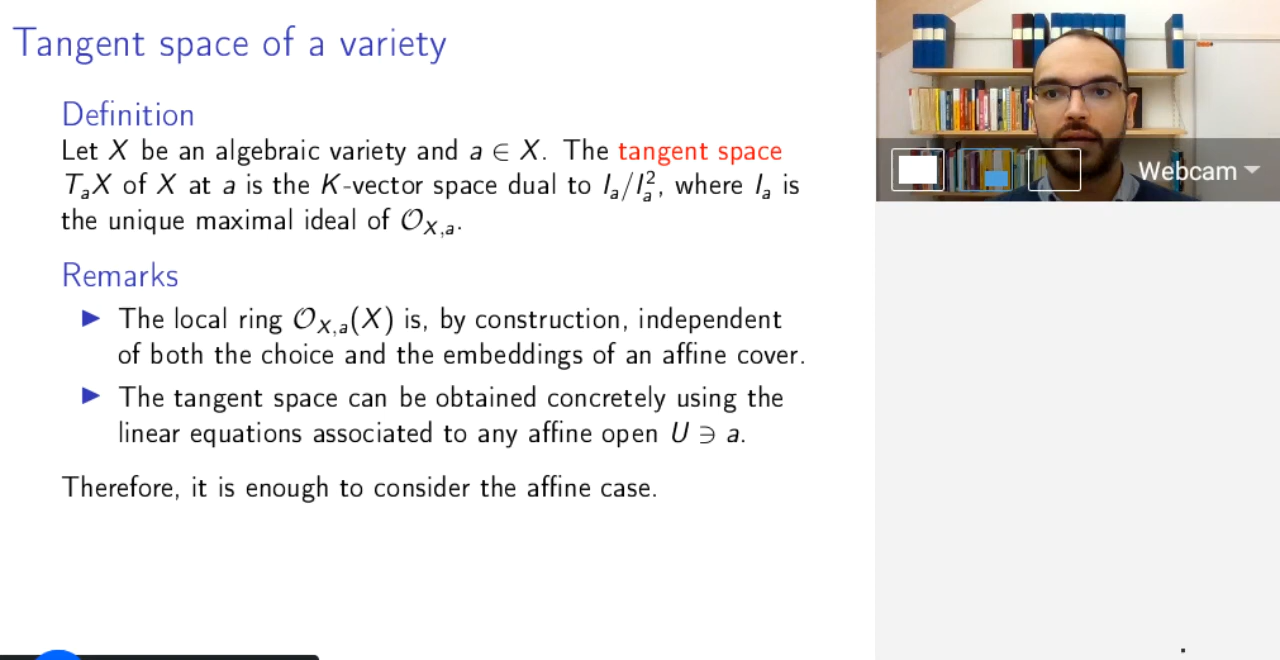 Tangent space of a variety
Definition
Let X be an algebraic variety and a ∈ X. The tangent space
TₐX of X at a is the K-vector space dual to Iₐ/Iₐ², where Iₐ is
the unique maximal ideal of 𝒪_{X,a}.
Remarks
▶ The local ring 𝒪_{X,a}(X) is, by construction, independent
of both the choice and the embeddings of an affine cover.
▶ The tangent space can be obtained concretely using the
linear equations associated to any affine open U ∋ a.
Therefore, it is enough to consider the affine case.
Webcam